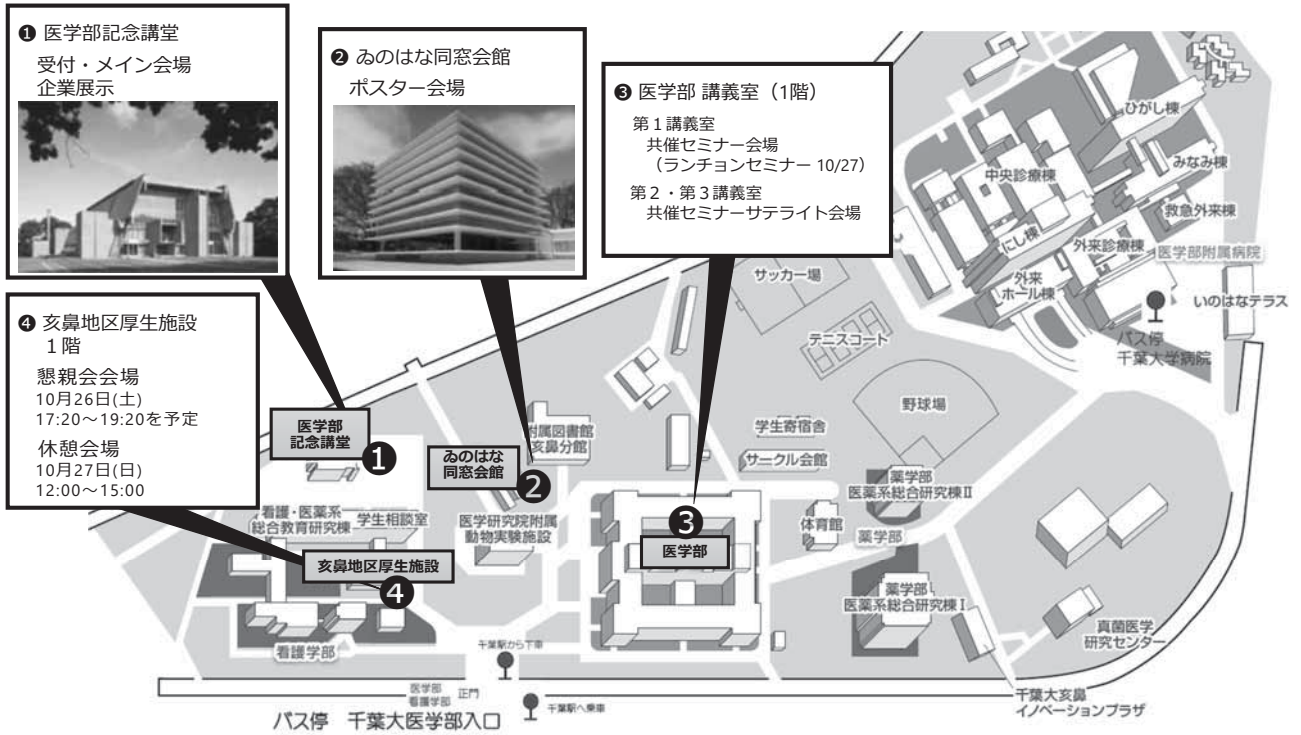 ❶ 医学部記念講堂
受付・メイン会場
企業展示
❷ ゐのはな同窓会館
ポスター会場
❸ 医学部 講義室（1階）
第１講義室
共催セミナー会場
（ランチョンセミナー 10/27）
第２・第３講義室
共催セミナーサテライト会場
❹ 亥鼻地区厚生施設
１階
懇親会会場
10月26日(土)
17:20～19:20を予定
休憩会場
10月27日(日)
12:00～15:00
ひがし棟
みなみ棟
中央診療棟
救急外来棟
にし棟
外来診療棟
医学部附属病院
外来
ホール棟
いのはなテラス
バス停
千葉大学病院
サッカー場
テニスコート
野球場
学生寄宿舎
サークル会館
附属図書館
亥鼻分館
医学部
記念講堂
❶
ゐのはな
同窓会館
❷
医学研究院附属
動物実験施設
看護・医薬系
総合教育研究棟
学生相談室
亥鼻地区厚生施設
❹
看護学部
❸
医学部
体育館
薬学部
医薬系総合研究棟Ⅱ
薬学部
薬学部
医薬系総合研究棟Ⅰ
真菌医学
研究センター
千葉大亥鼻
イノベーションプラザ
千葉駅から下車
医学部
看護学部
正門
千葉駅へ乗車
バス停 千葉大医学部入口